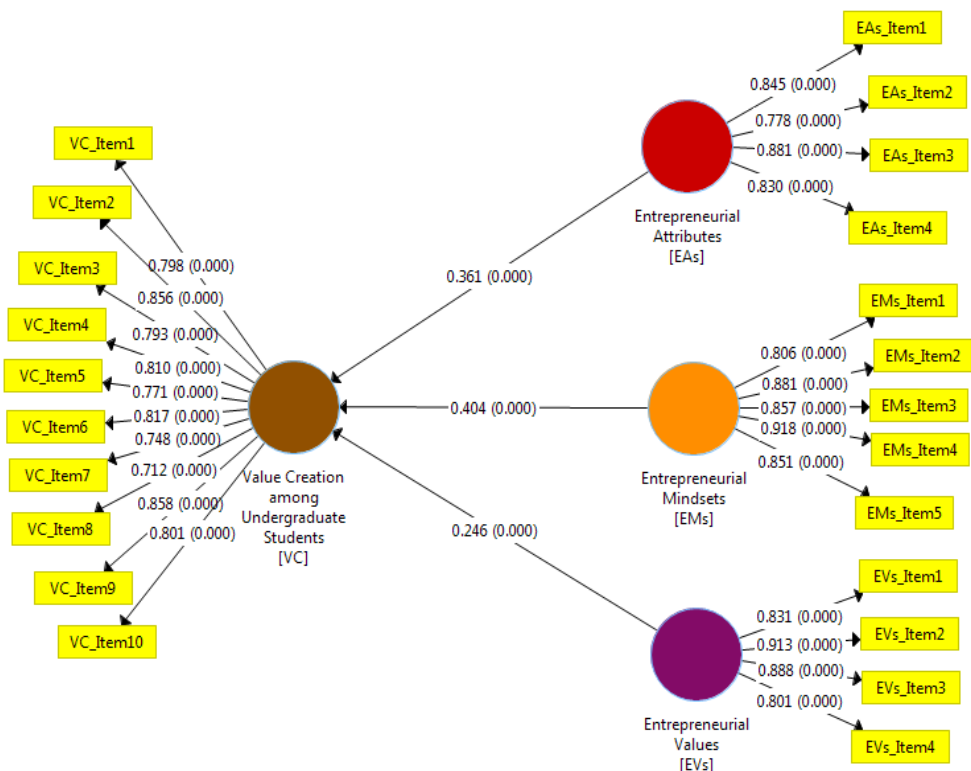 VC_Item1
VC_Item2
VC_Item3
VC_Item4
VC_Item5
VC_Item6
VC_Item7
VC_Item8
VC_Item9
VC_Item10
0.798 (0.000)
0.856 (0.000)
0.793 (0.000)
0.810 (0.000)
0.771 (0.000)
0.817 (0.000)
0.748 (0.000)
0.712 (0.000)
0.858 (0.000)
0.801 (0.000)
Value Creation
among
Undergraduate
Students
[VC]
0.361 (0.000)
0.404 (0.000)
0.246 (0.000)
Entrepreneurial
Attributes
[EAs]
0.845 (0.000)
0.778 (0.000)
0.881 (0.000)
0.830 (0.000)
EAs_Item1
EAs_Item2
EAs_Item3
EAs_Item4
Entrepreneurial
Mindsets
[EMs]
0.806 (0.000)
0.881 (0.000)
0.857 (0.000)
0.918 (0.000)
0.851 (0.000)
EMs_Item1
EMs_Item2
EMs_Item3
EMs_Item4
EMs_Item5
Entrepreneurial
Values
[EVs]
0.831 (0.000)
0.913 (0.000)
0.888 (0.000)
0.801 (0.000)
EVs_Item1
EVs_Item2
EVs_Item3
EVs_Item4